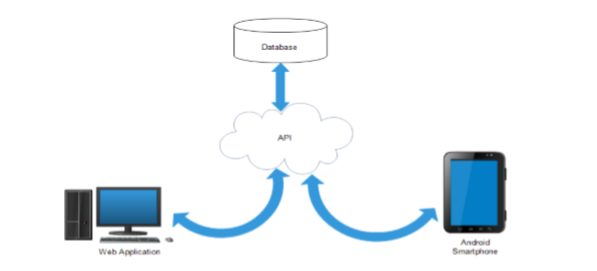 Database
API
Web Application
Android
Smartphone